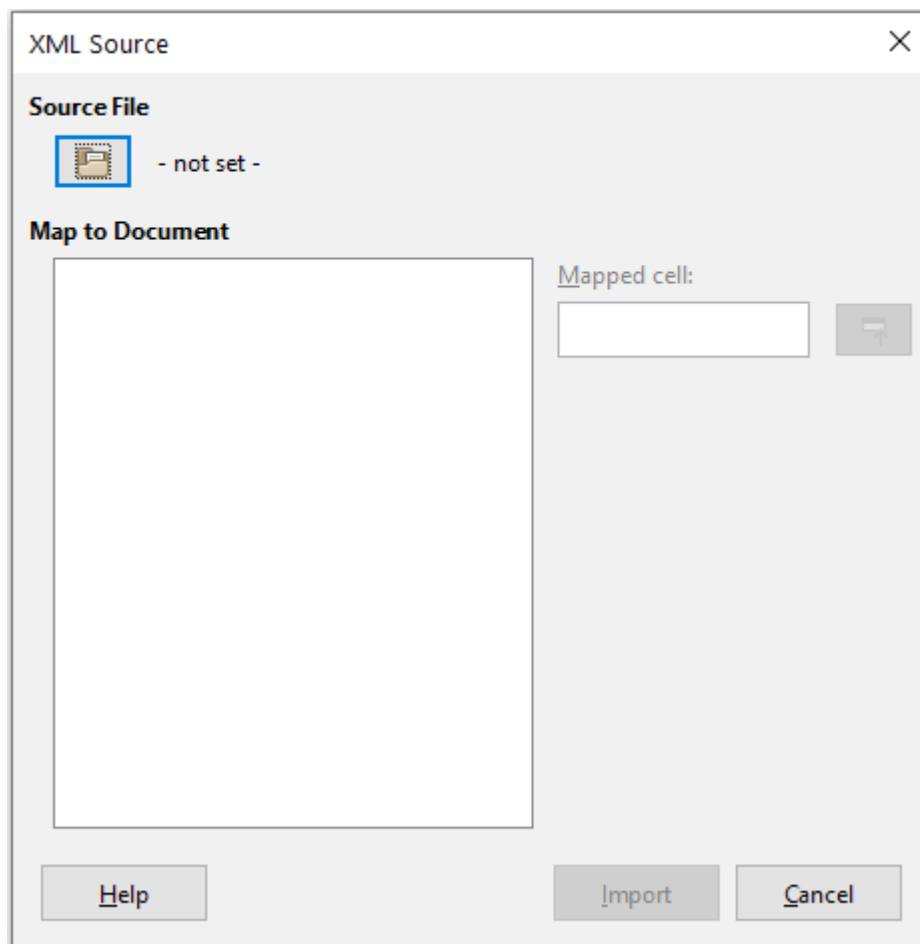 XML Source
Source File
- not set -
Map to Document
Mapped cell:
Help
Import
Cancel